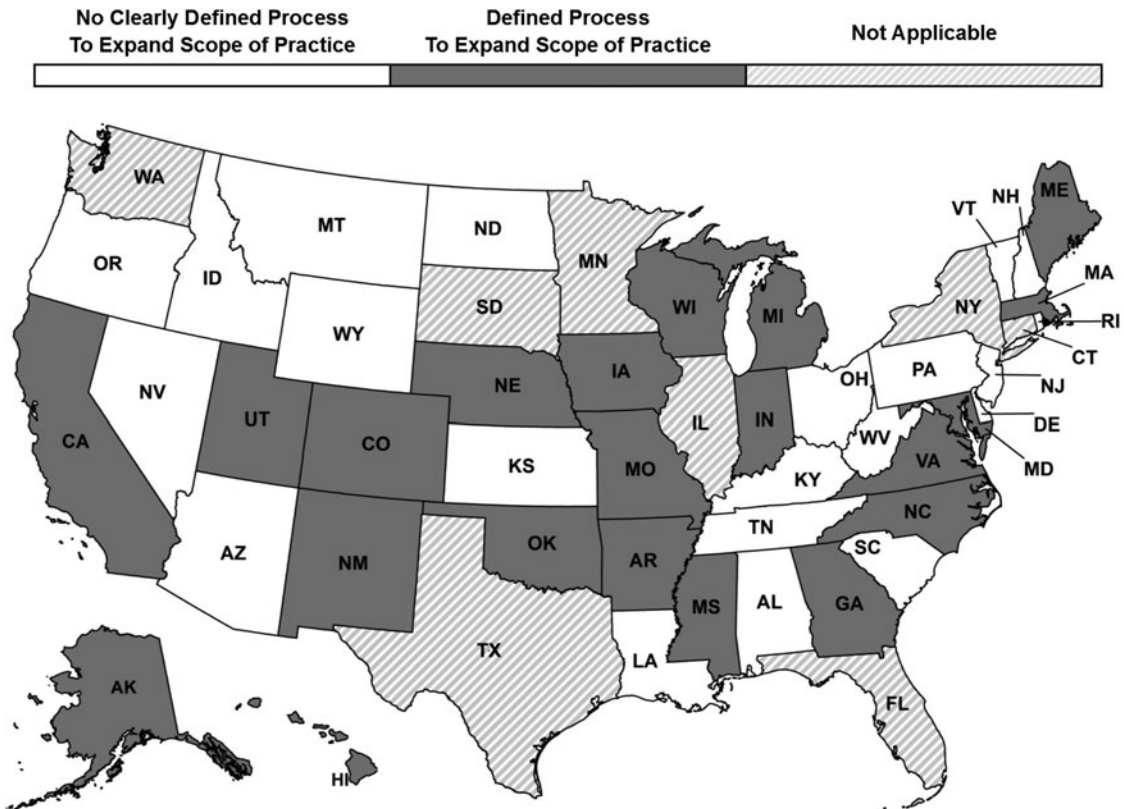 No Clearly Defined Process
To Expand Scope of Practice
Defined Process
To Expand Scope of Practice
Not Applicable
WA
MT
ND
MN
VT
NH
ME
OR
ID
SD
WI
MI
NY
MA
RI
WY
CT
NV
NE
IA
PA
NJ
OH
CA
UT
CO
IL
IN
WV
DE
MD
KS
MO
KY
VA
AZ
NM
OK
AR
TN
NC
SC
MS
AL
GA
TX
LA
FL
AK
HI